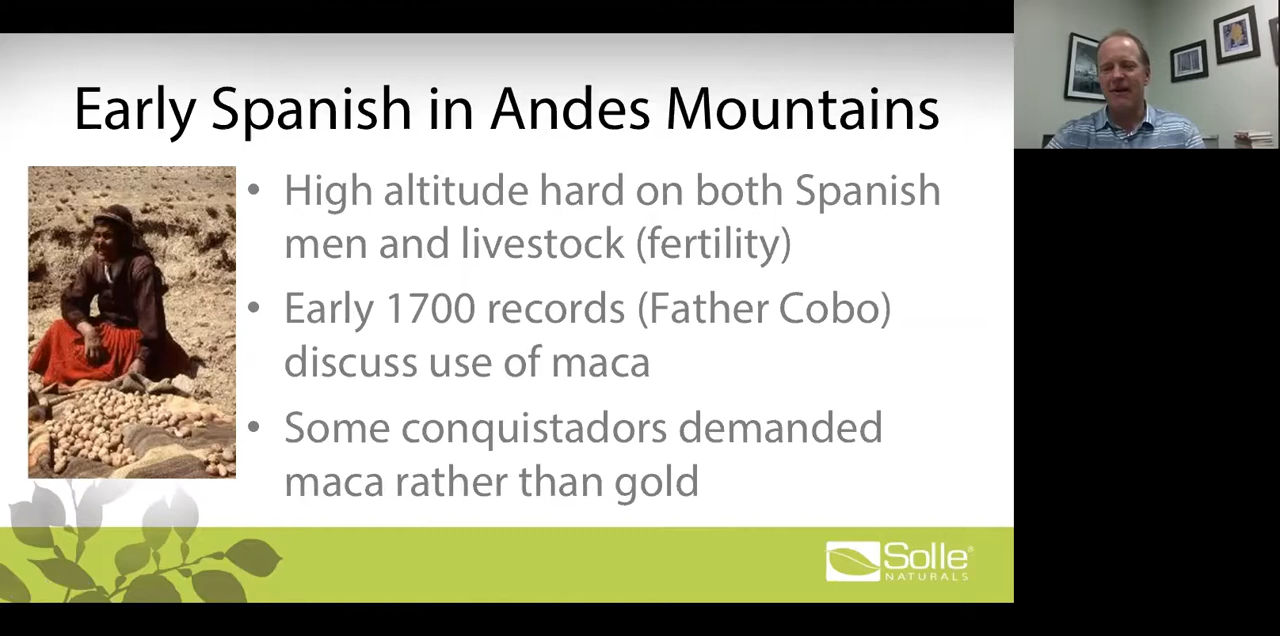 Early Spanish in Andes Mountains
• High altitude hard on both Spanish
men and livestock (fertility)
• Early 1700 records (Father Cobo)
discuss use of maca
• Some conquistadors demanded
maca rather than gold
Solle®
NATURALS